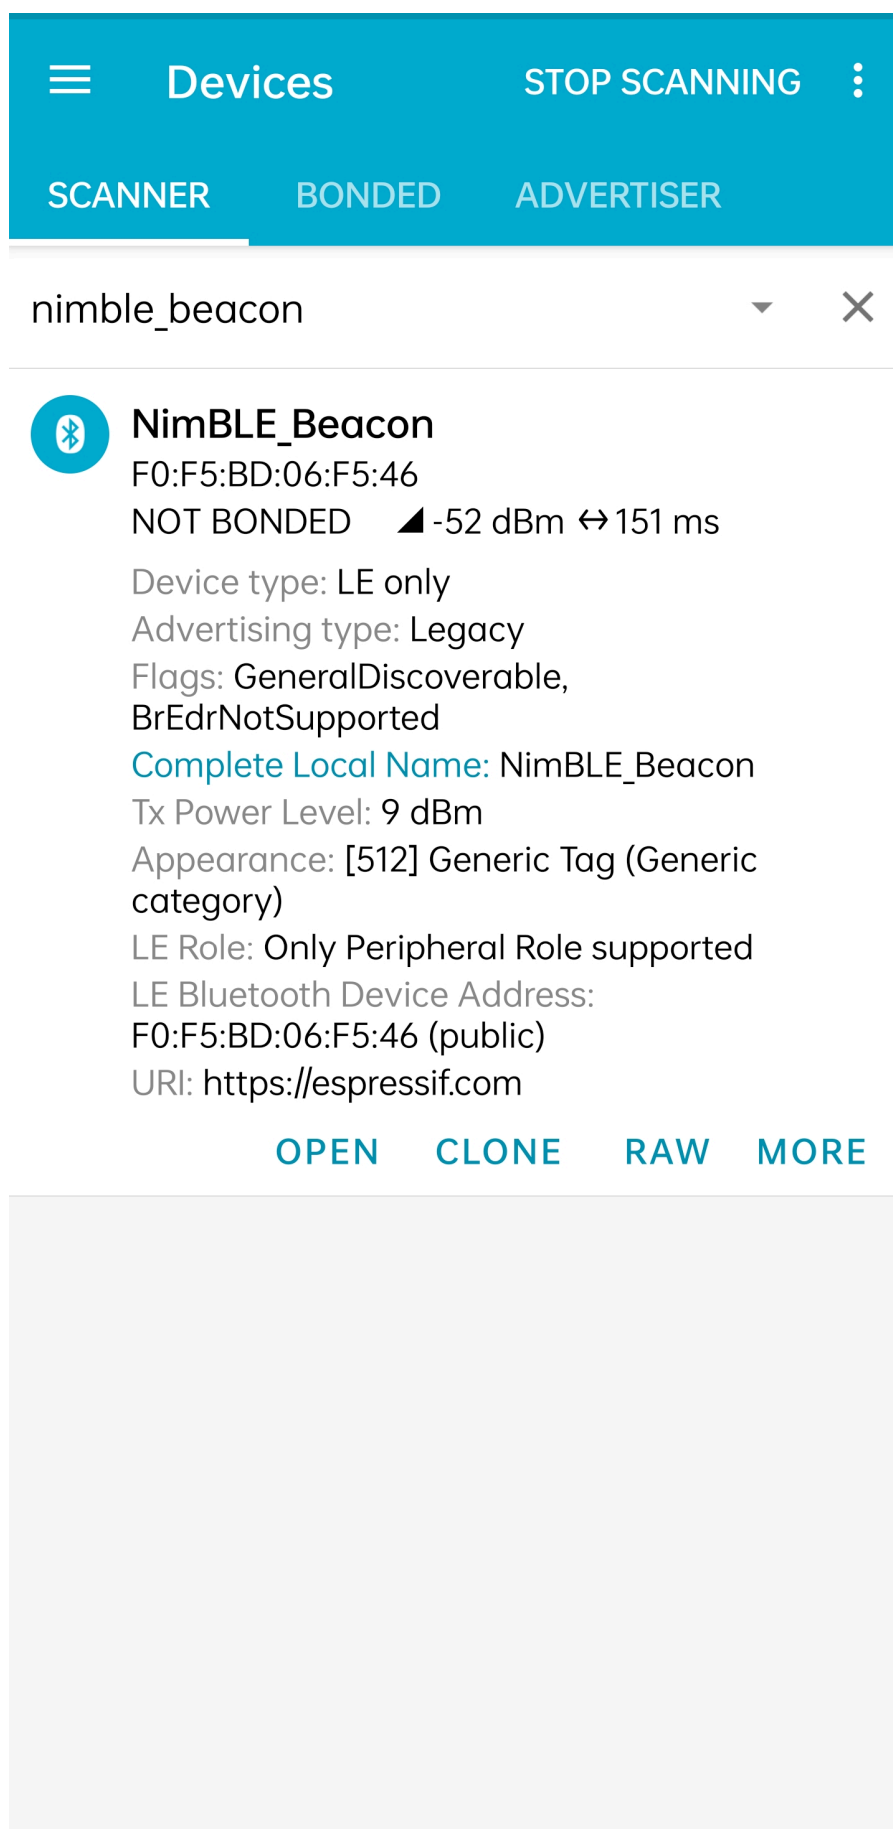 Devices STOP SCANNING
SCANNER BONDED ADVERTISER
nimble_beacon
NimBLE_Beacon
F0:F5:BD:06:F5:46
NOT BONDED -52 dBm ↔ 151 ms
Device type: LE only
Advertising type: Legacy
Flags: GeneralDiscoverable,
BrEdrNotSupported
Complete Local Name: NimBLE_Beacon
Tx Power Level: 9 dBm
Appearance: [512] Generic Tag (Generic
category)
LE Role: Only Peripheral Role supported
LE Bluetooth Device Address:
F0:F5:BD:06:F5:46 (public)
URI: https://espressif.com
OPEN CLONE RAW MORE